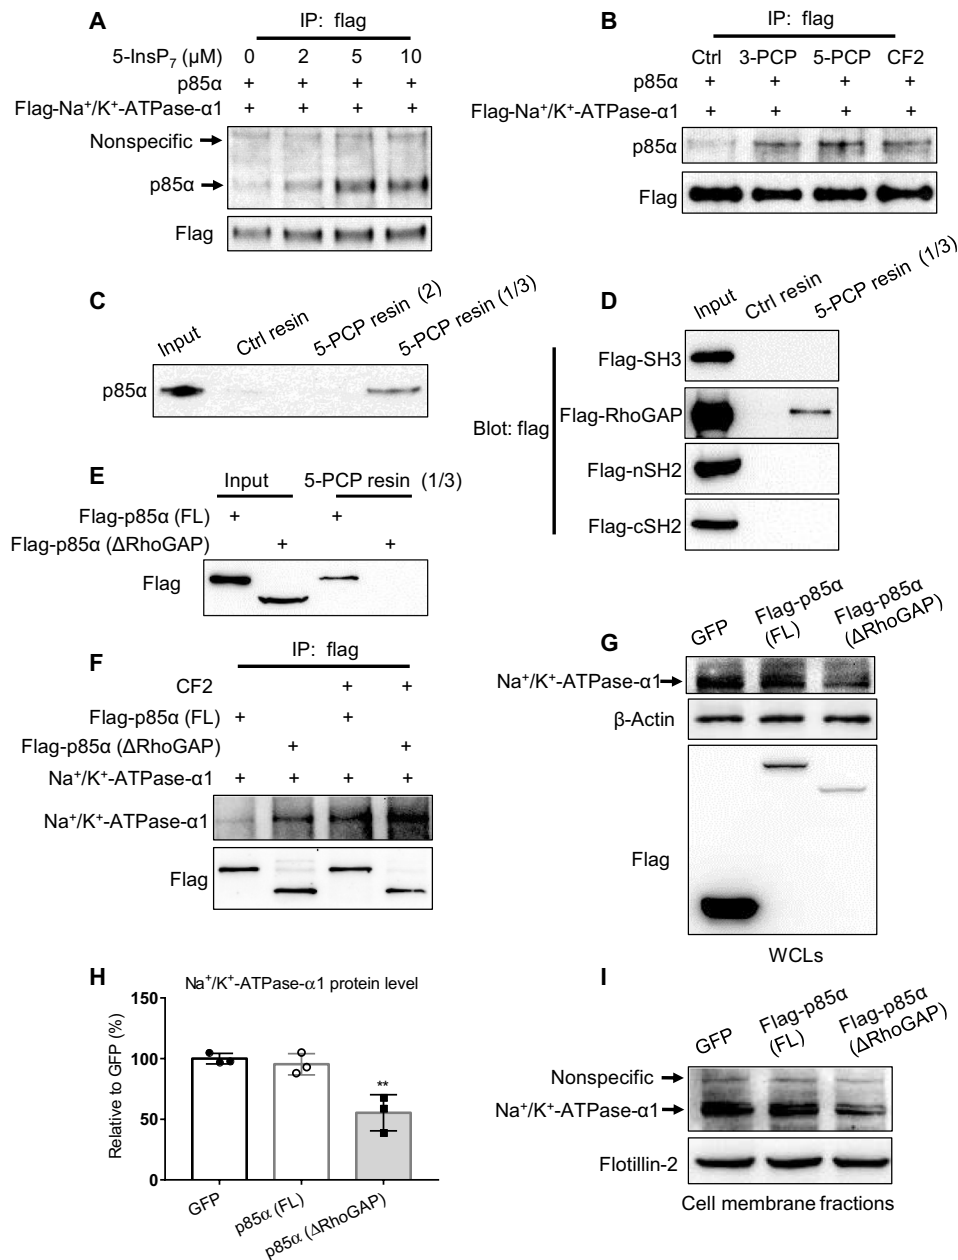 A
IP: flag
5-InsP₇ (μM) 0 2 5 10
p85α + + + +
Flag-Na⁺/K⁺-ATPase-α1 + + + +
Nonspecific
p85α
Flag
B
IP: flag
Ctrl 3-PCP 5-PCP CF2
p85α + + + +
Flag-Na⁺/K⁺-ATPase-α1 + + + +
p85α
Flag
C
Input Ctrl resin 5-PCP resin (2) 5-PCP resin (1/3)
p85α
D
Input Ctrl resin 5-PCP resin (1/3)
Blot: flag
Flag-SH3
Flag-RhoGAP
Flag-nSH2
Flag-cSH2
E
Input 5-PCP resin (1/3)
Flag-p85α (FL) + +
Flag-p85α (ΔRhoGAP) + +
Flag
F
IP: flag
CF2 + +
Flag-p85α (FL) + +
Flag-p85α (ΔRhoGAP) + +
Na⁺/K⁺-ATPase-α1 + + + +
Na⁺/K⁺-ATPase-α1
Flag
G
GFP Flag-p85α (FL) Flag-p85α (ΔRhoGAP)
Na⁺/K⁺-ATPase-α1
β-Actin
Flag
WCLs
H
Na⁺/K⁺-ATPase-α1 protein level
Relative to GFP (%)
150
100
50
0
**
GFP
p85α (FL)
p85α (ΔRhoGAP)
I
GFP Flag-p85α (FL) Flag-p85α (ΔRhoGAP)
Nonspecific
Na⁺/K⁺-ATPase-α1
Flotillin-2
Cell membrane fractions